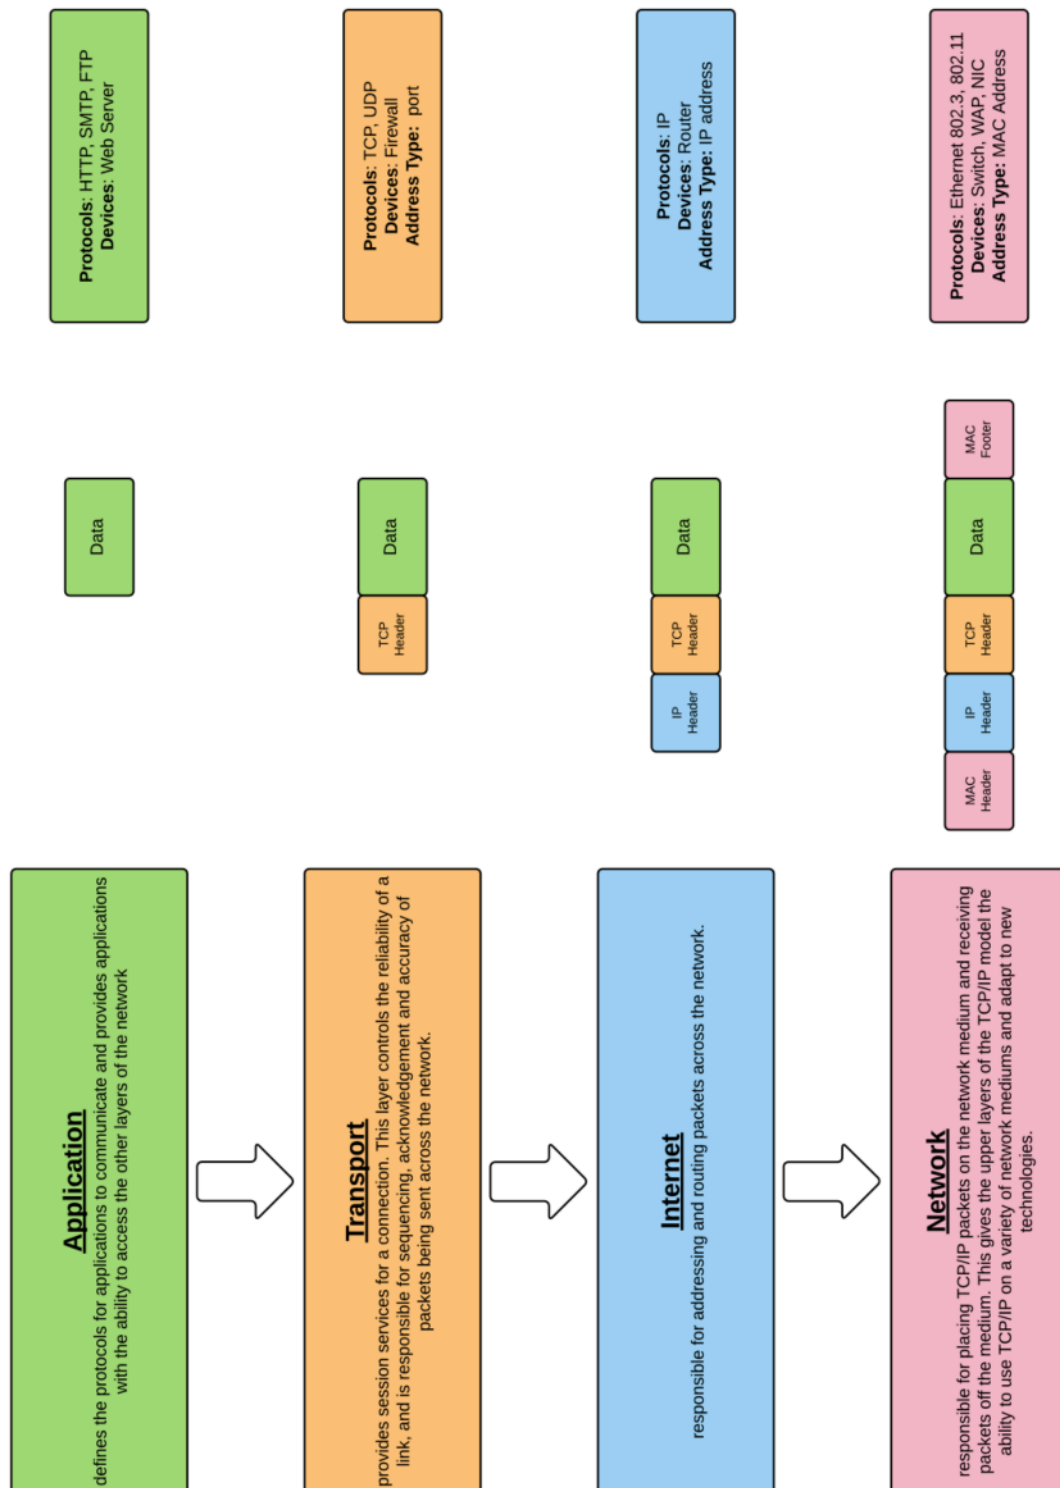 Application
defines the protocols for applications to communicate and provides applications
with the ability to access the other layers of the network
Data
Protocols: HTTP, SMTP, FTP
Devices: Web Server
Transport
provides session services for a connection. This layer controls the reliability of a
link, and is responsible for sequencing, acknowledgement and accuracy of
packets being sent across the network.
TCP
Header
Data
Protocols: TCP, UDP
Devices: Firewall
Address Type: port
Internet
responsible for addressing and routing packets across the network.
IP
Header
TCP
Header
Data
Protocols: IP
Devices: Router
Address Type: IP address
Network
responsible for placing TCP/IP packets on the network medium and receiving
packets off the medium. This gives the upper layers of the TCP/IP model the
ability to use TCP/IP on a variety of network mediums and adapt to new
technologies.
MAC
Header
IP
Header
TCP
Header
Data
MAC
Footer
Protocols: Ethernet 802.3, 802.11
Devices: Switch, WAP, NIC
Address Type: MAC Address